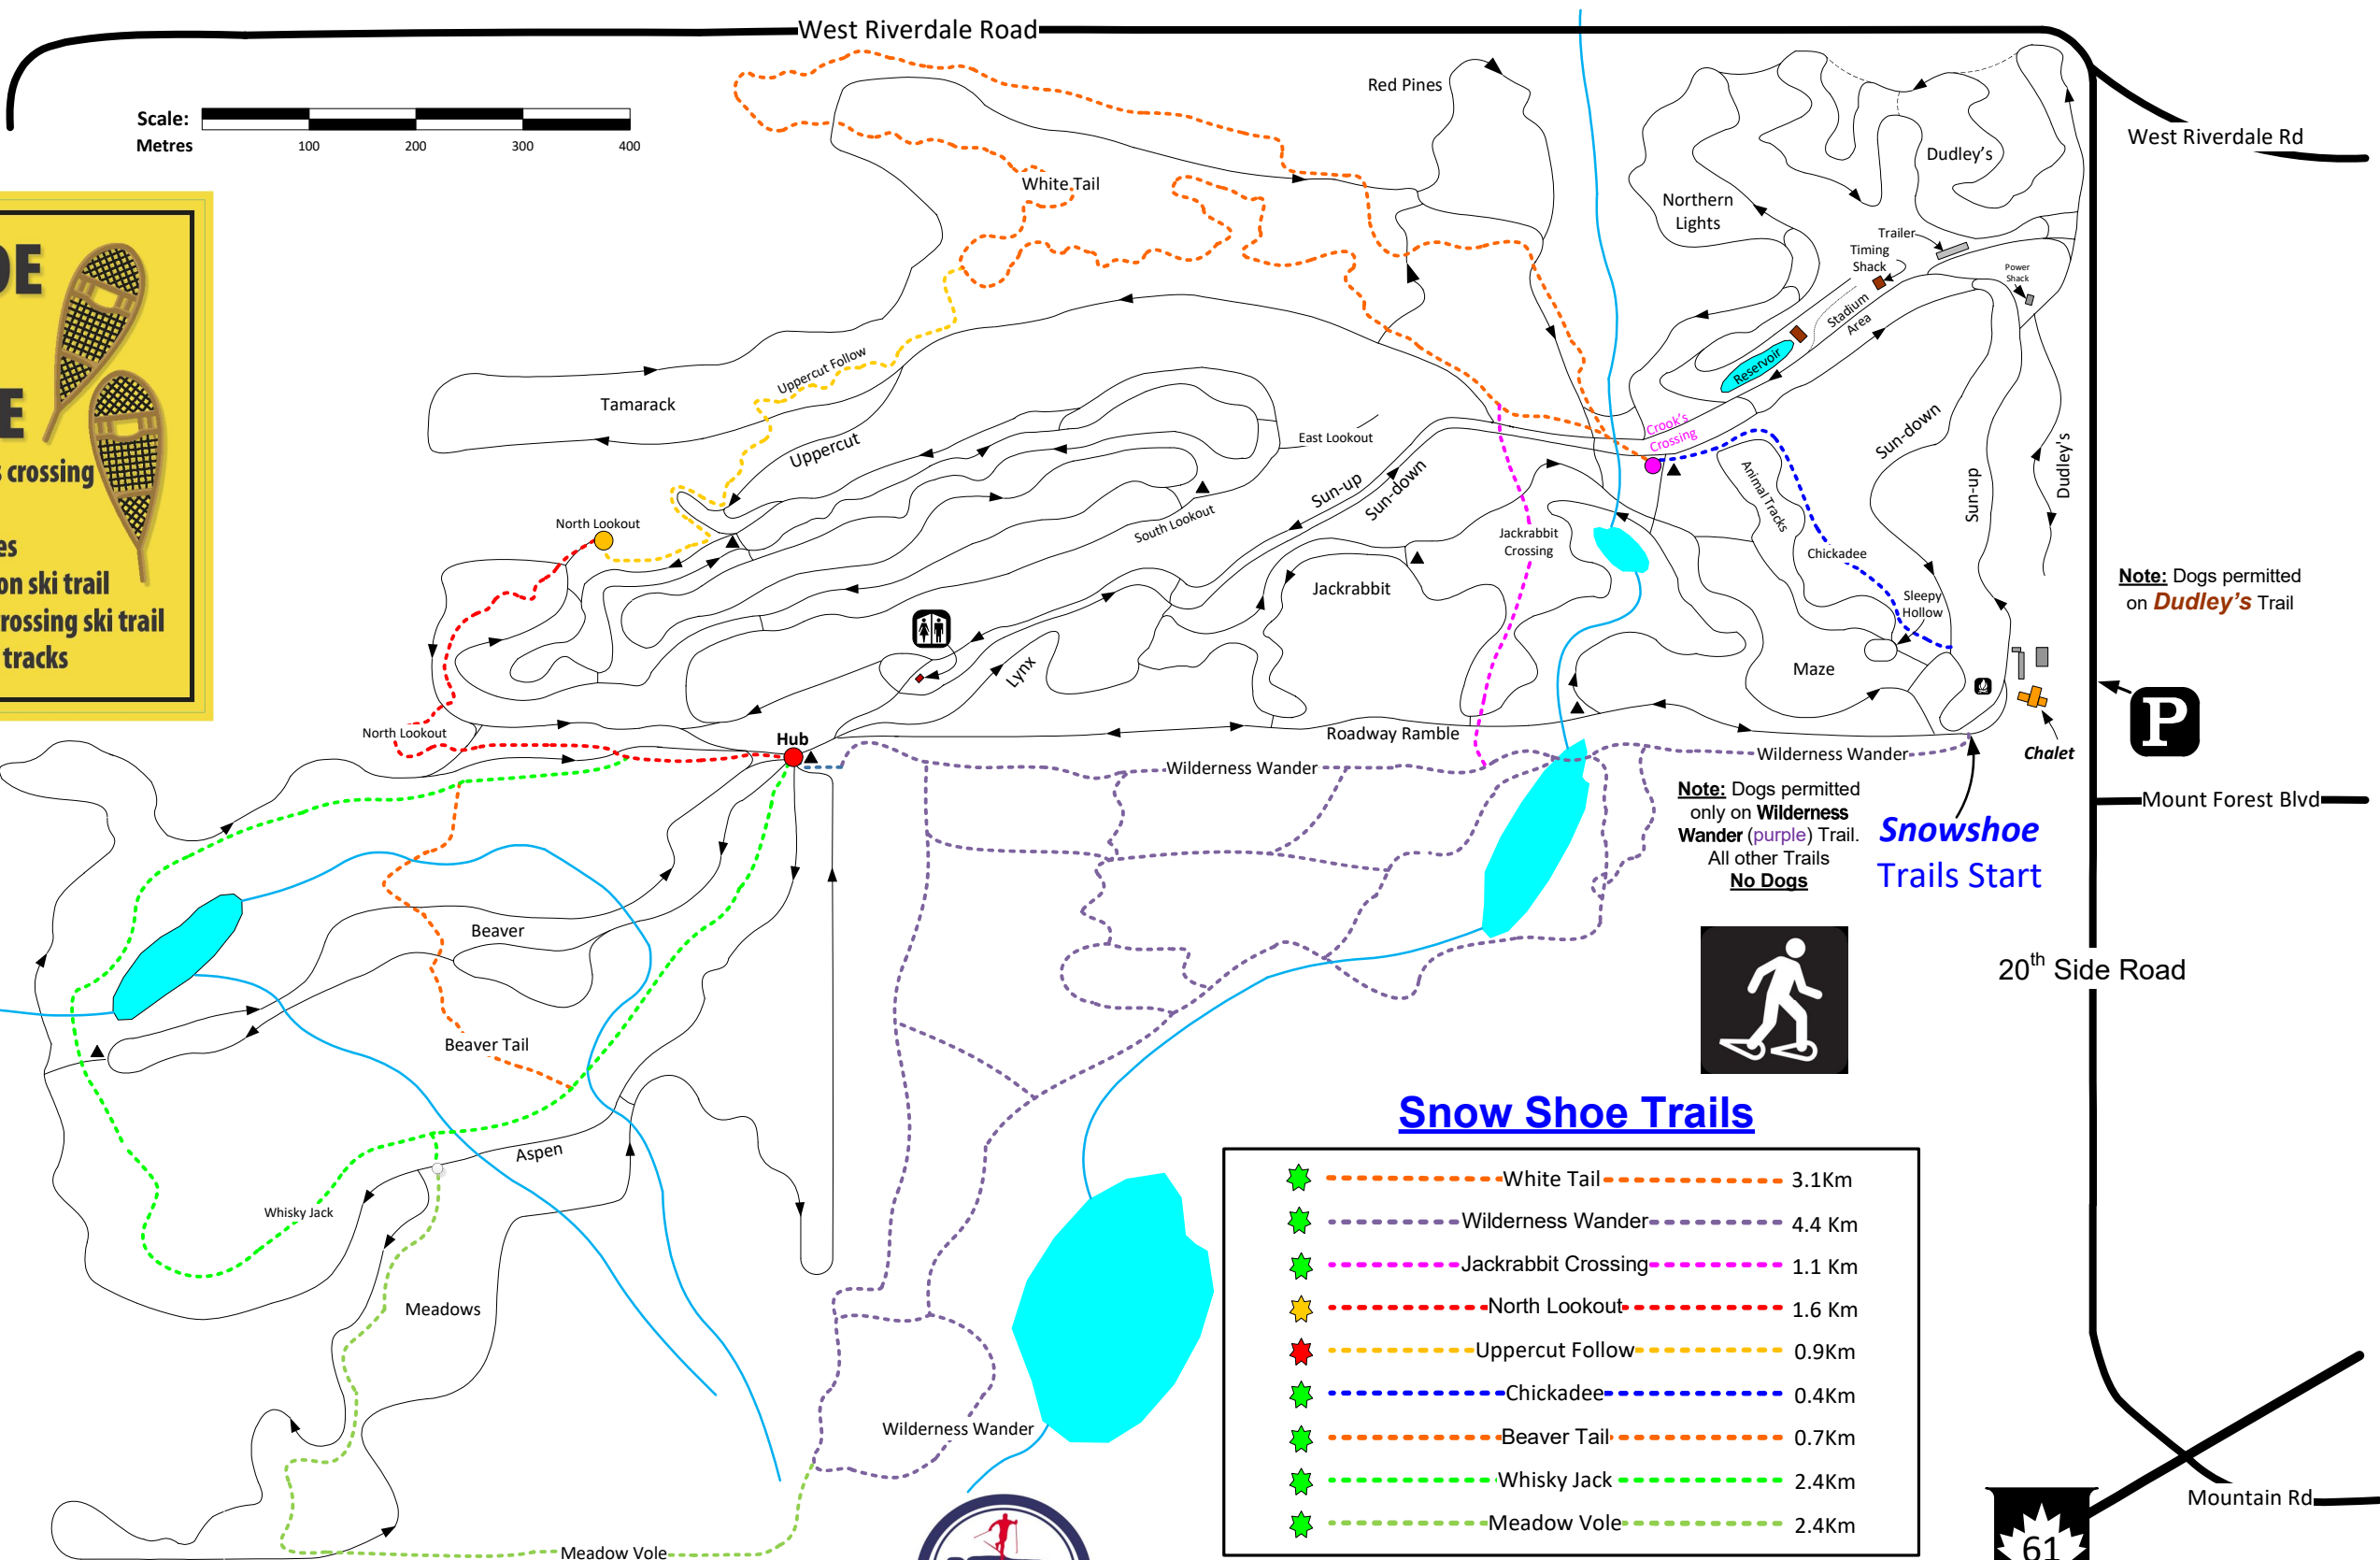 West Riverdale Road
Scale:
Metres
100
200
300
400
West Riverdale Rd
Red Pines
White Tail
Dudley's
Northern
Lights
Trailer
Timing
Shack
Power
Shack
Stadium
Area
Reservoir
DE
E
crossing
es
on ski trail
rossing ski trail
tracks
Uppercut Follow
Tamarack
Uppercut
East Lookout
Crook's
Crossing
Sun-down
Sun-up
Dudley's
Animal Tracks
Sun-up
Sun-down
North Lookout
South Lookout
Jackrabbit
Crossing
Chickadee
Jackrabbit
Sleepy
Hollow
Note: Dogs permitted
on Dudley's Trail
Lynx
Maze
P
North Lookout
Hub
Roadway Ramble
Wilderness Wander
Wilderness Wander
Chalet
Note: Dogs permitted
only on Wilderness
Wander (purple) Trail.
All other Trails
No Dogs
Snowshoe
Trails Start
Mount Forest Blvd
Beaver
20th Side Road
Beaver Tail
Aspen
Whisky Jack
Meadows
Wilderness Wander
Meadow Vole
Snow Shoe Trails
White Tail 3.1Km
Wilderness Wander 4.4 Km
Jackrabbit Crossing 1.1 Km
North Lookout 1.6 Km
Uppercut Follow 0.9Km
Chickadee 0.4Km
Beaver Tail 0.7Km
Whisky Jack 2.4Km
Meadow Vole 2.4Km
Mountain Rd
61